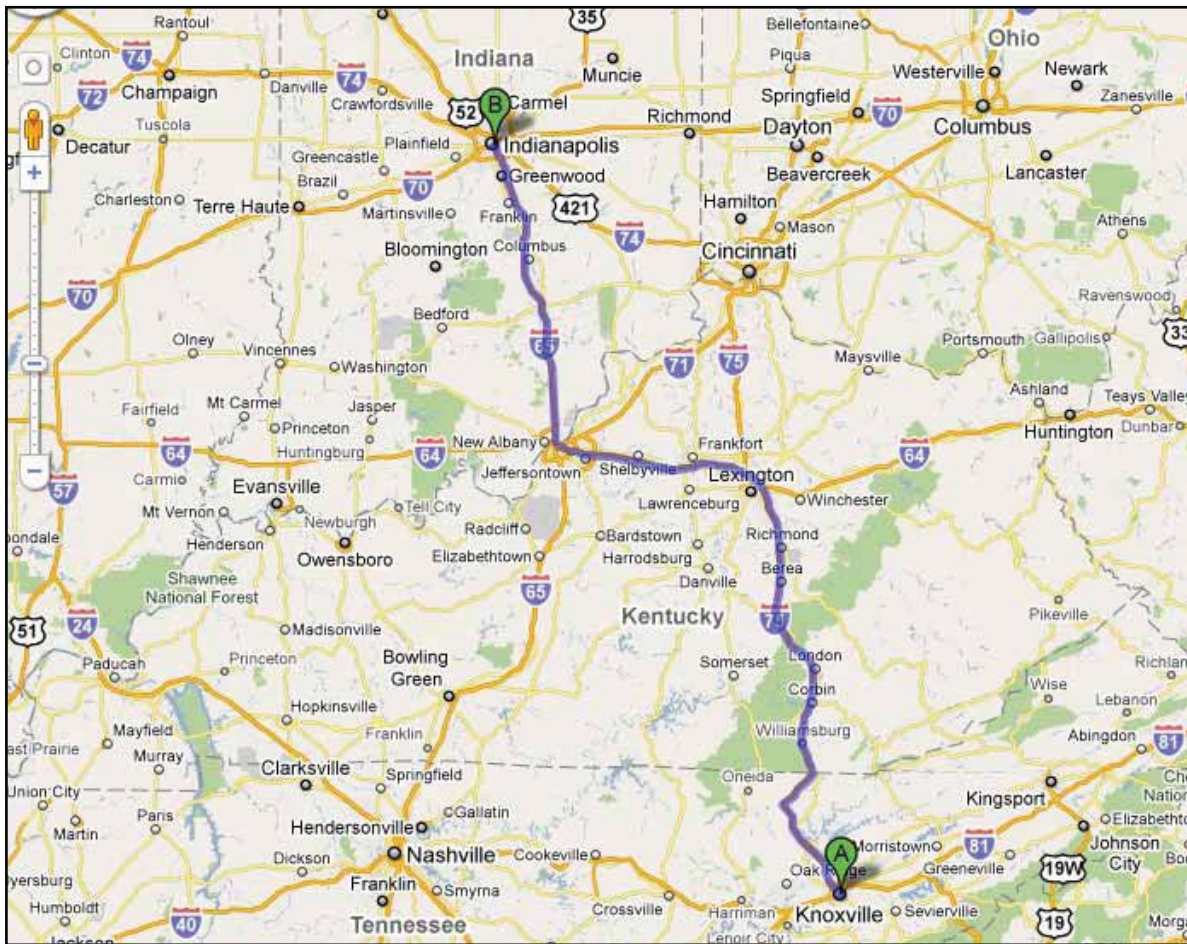 35
Rantoul
Bellefontaine
Clinton
74
Indiana
Ohio
Piqua
Muncie
Westerville
Newark
72
Champaign
Danville
74
Crawfordsville
52
B
Carmel
Springfield
70
Zanesville
Tuscola
Richmond
Dayton
Columbus
Decatur
Plainfield
Indianapolis
Greencastle
Greenwood
Beavercreek
Lancaster
Brazil
70
Charleston
Terre Haute
Martinsville
Franklin
421
Hamilton
Athens
Mason
74
Bloomington
Columbus
Cincinnati
70
Ravenswood
Bedford
33
Olney
Vincennes
65
Portsmouth
Gallipolis
71
75
Maysville
Washington
Ashland
Mt Carmel
Jasper
Teays Valley
Fairfield
Princeton
Huntington
Dunbar
64
Huntingburg
64
New Albany
Frankfort
64
Jeffersontown
Shelbyville
57
Carmi
Lexington
Evansville
Lawrenceburg
Winchester
Mt Vernon
Newburgh
Tell City
Radcliff
Bardstown
Richmond
Henderson
Owensboro
Elizabethtown
Harrodsburg
Danville
Berea
Shawnee
National Forest
65
Kentucky
75
Pikeville
51
24
Madisonville
Paducah
Princeton
Bowling
Green
Somerset
London
Corbin
Wise
Lebanon
Hopkinsville
Mayfield
Franklin
Williamsburg
Abingdon
81
Murray
Clarksville
Springfield
Oneida
Kingsport
Union City
Gallatin
Martin
Paris
Hendersonville
A
Morristown
81
Johnson
City
Nashville
Cookeville
Greeneville
Dickson
Oak Ridge
19W
Franklin
Smyrna
Crossville
Harriman
Knoxville
Sevierville
Humboldt
40
Tennessee
Lenoir City
19
Jackson